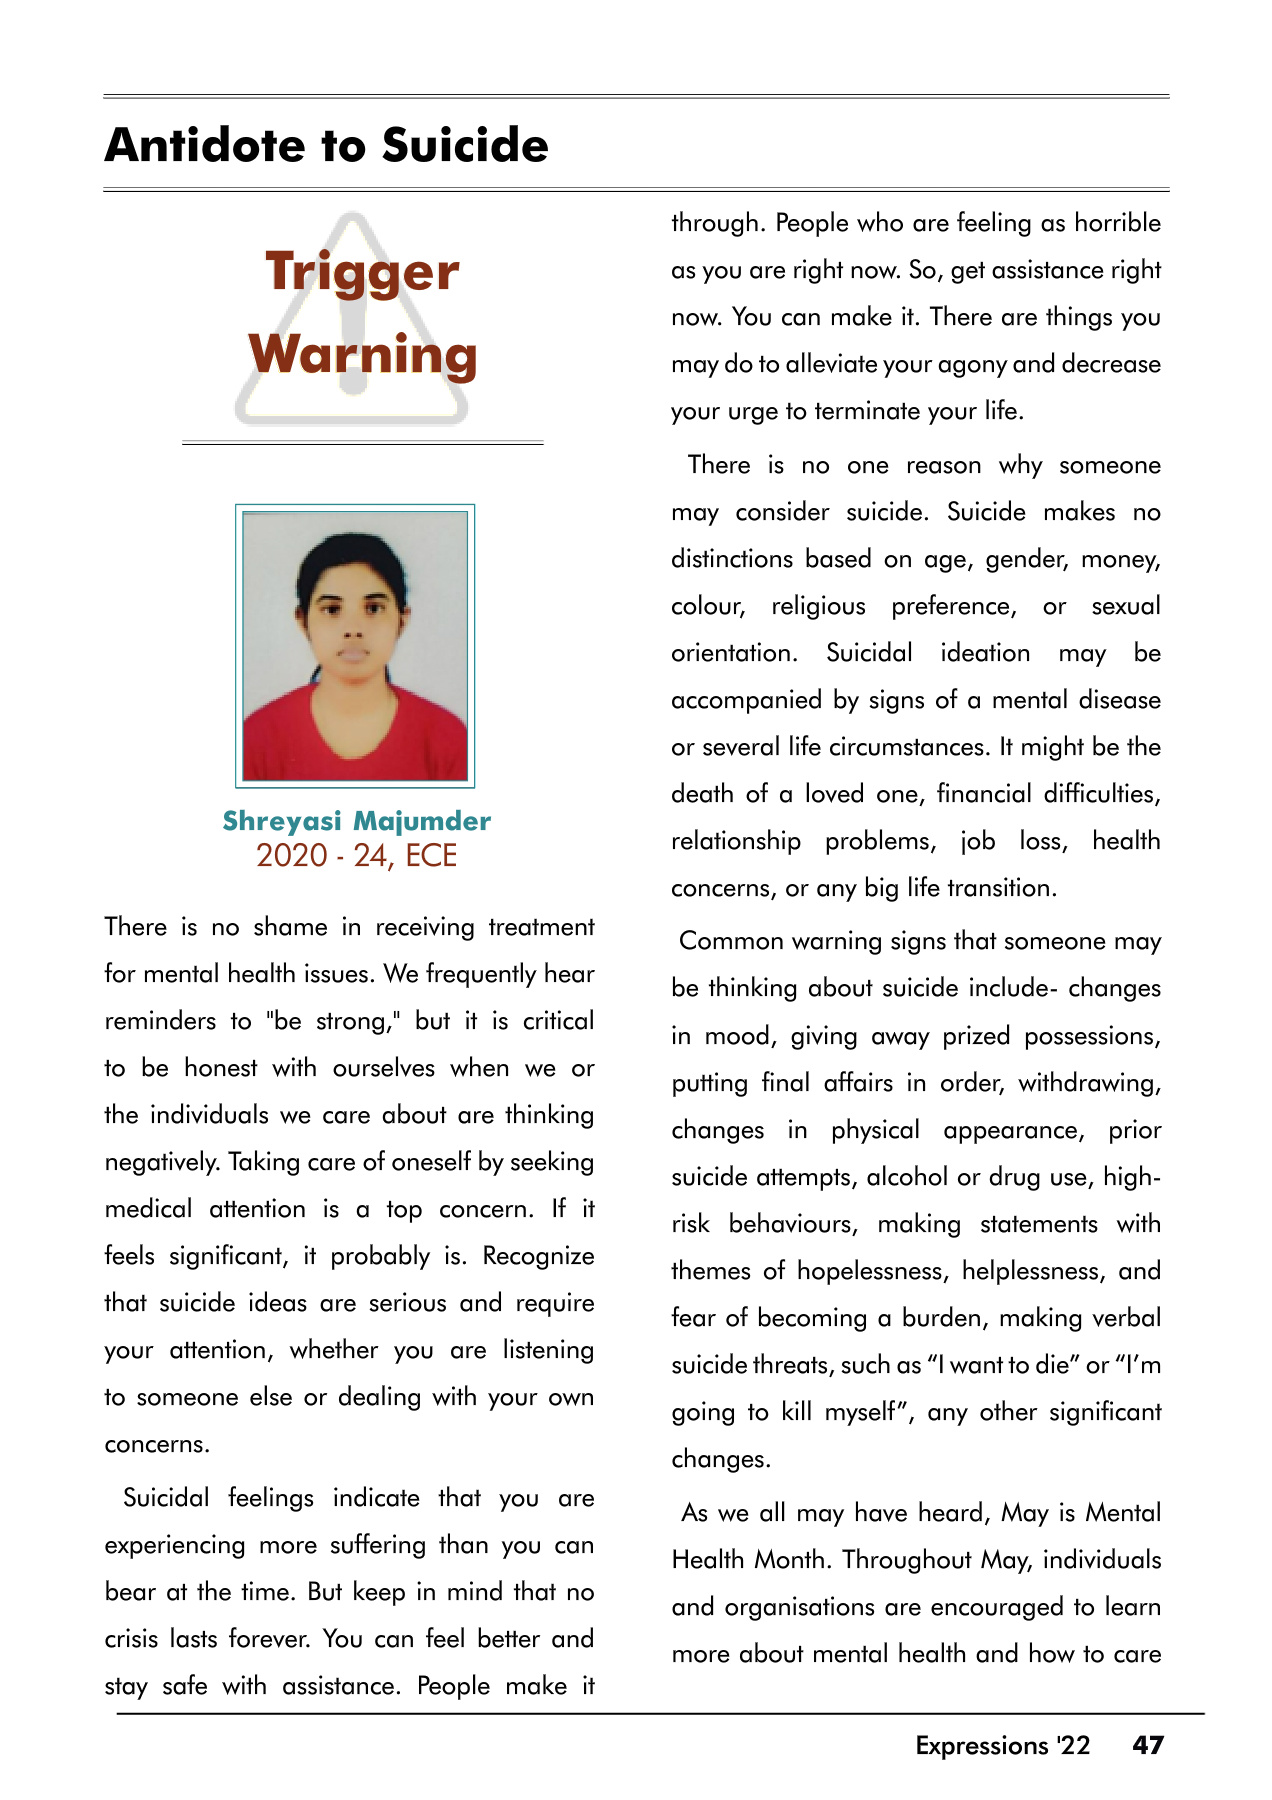 Antidote to Suicide
Trigger
Warning
Shreyasi Majumder
2020 - 24, ECE
There is no shame in receiving treatment
for mental health issues. We frequently hear
reminders to "be strong," but it is critical
to be honest with ourselves when we or
the individuals we care about are thinking
negatively. Taking care of oneself by seeking
medical attention is a top concern. If it
feels significant, it probably is. Recognize
that suicide ideas are serious and require
your attention, whether you are listening
to someone else or dealing with your own
concerns.
Suicidal feelings indicate that you are
experiencing more suffering than you can
bear at the time. But keep in mind that no
crisis lasts forever. You can feel better and
stay safe with assistance. People make it
through. People who are feeling as horrible
as you are right now. So, get assistance right
now. You can make it. There are things you
may do to alleviate your agony and decrease
your urge to terminate your life.
There is no one reason why someone
may consider suicide. Suicide makes no
distinctions based on age, gender, money,
colour, religious preference, or sexual
orientation. Suicidal ideation may be
accompanied by signs of a mental disease
or several life circumstances. It might be the
death of a loved one, financial difficulties,
relationship problems, job loss, health
concerns, or any big life transition.
Common warning signs that someone may
be thinking about suicide include- changes
in mood, giving away prized possessions,
putting final affairs in order, withdrawing,
changes in physical appearance, prior
suicide attempts, alcohol or drug use, high-
risk behaviours, making statements with
themes of hopelessness, helplessness, and
fear of becoming a burden, making verbal
suicide threats, such as “I want to die” or “I’m
going to kill myself”, any other significant
changes.
As we all may have heard, May is Mental
Health Month. Throughout May, individuals
and organisations are encouraged to learn
more about mental health and how to care
Expressions '22 47